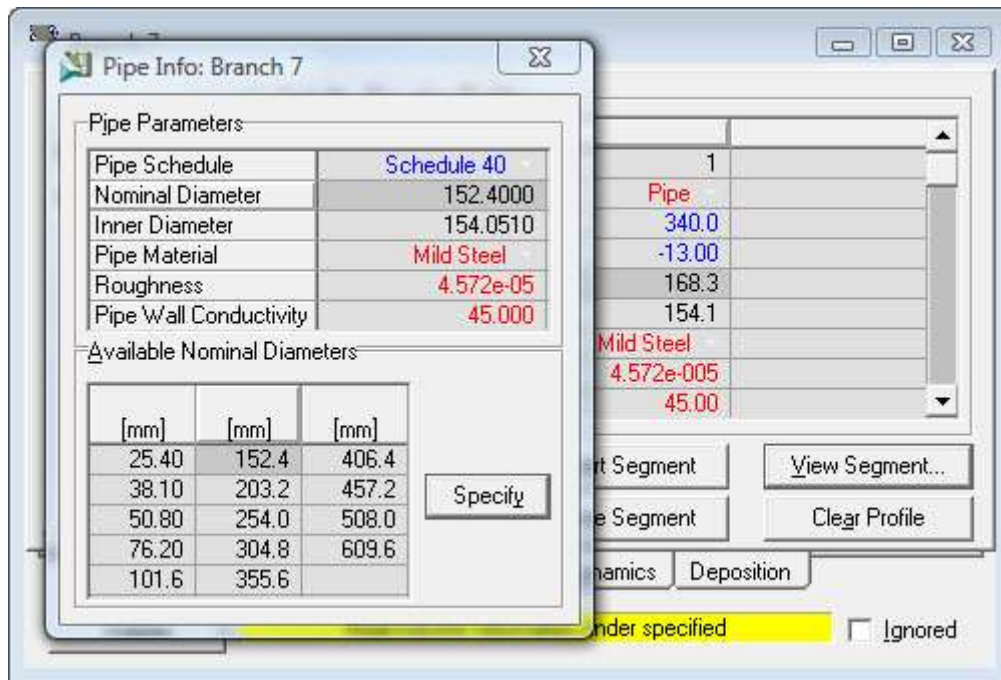 Pipe Info: Branch 7
Pipe Parameters
Pipe Schedule Schedule 40
Nominal Diameter 152.4000
Inner Diameter 154.0510
Pipe Material Mild Steel
Roughness 4.572e-05
Pipe Wall Conductivity 45.000
Available Nominal Diameters
[mm] [mm] [mm]
25.40 152.4 406.4
38.10 203.2 457.2
50.80 254.0 508.0
76.20 304.8 609.6
101.6 355.6
Specify
1
Pipe
340.0
-13.00
168.3
154.1
Mild Steel
4.572e-005
45.00
Segment View Segment...
Segment Clear Profile
Deposition
specified Ignored